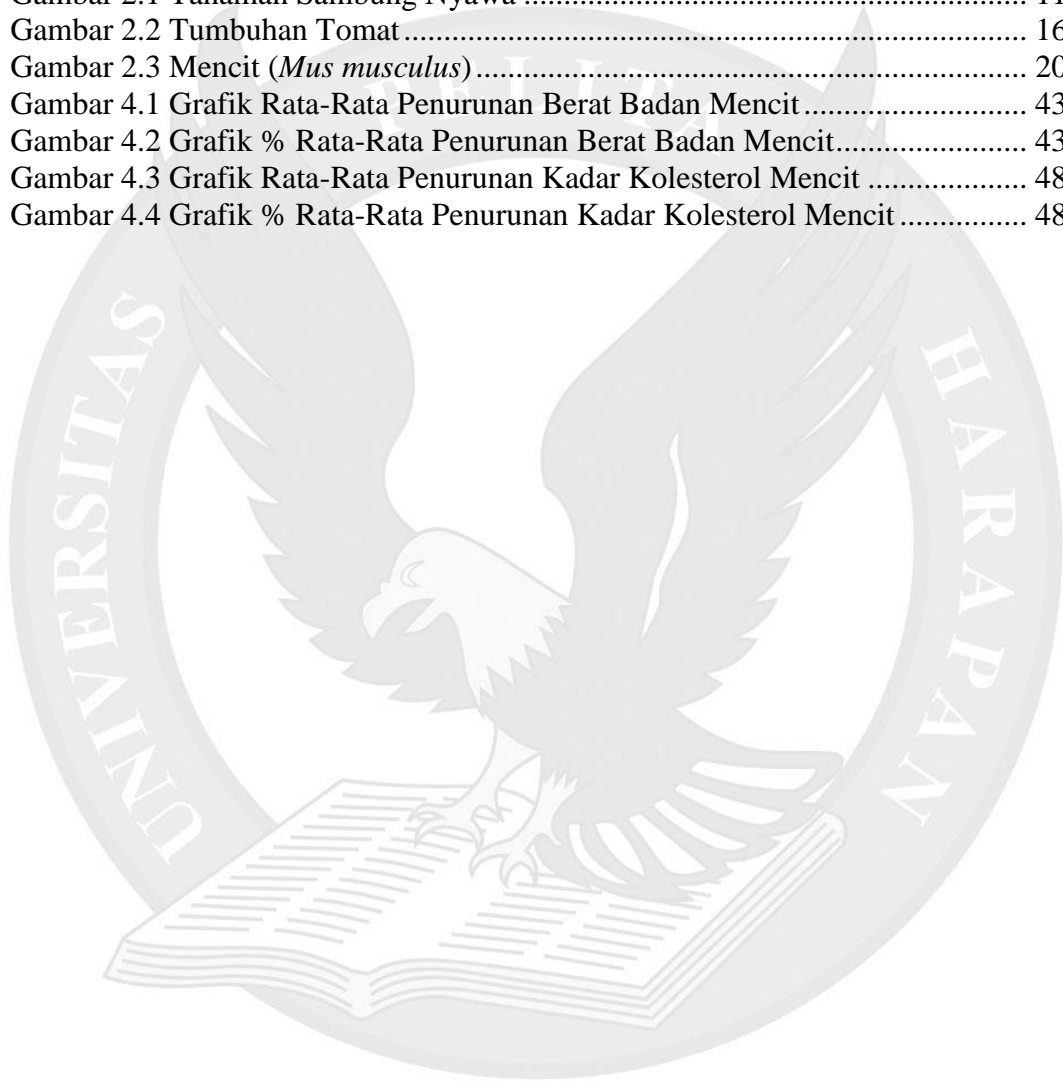 Gambar 2.1 Tanaman Sambung Nyawa ........................................................................ 11
Gambar 2.2 Tumbuhan Tomat ........................................................................ 16
Gambar 2.3 Mencit (Mus musculus) ........................................................................ 20
Gambar 4.1 Grafik Rata-Rata Penurunan Berat Badan Mencit .............................. 43
Gambar 4.2 Grafik % Rata-Rata Penurunan Berat Badan Mencit .......................... 43
Gambar 4.3 Grafik Rata-Rata Penurunan Kadar Kolesterol Mencit ..................... 48
Gambar 4.4 Grafik % Rata-Rata Penurunan Kadar Kolesterol Mencit ................ 48
UNIVERSITAS
PELITA
HARAPAN